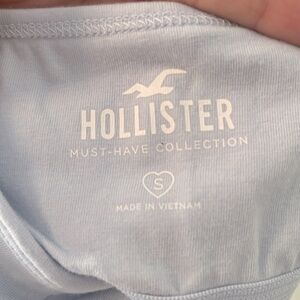 HOLLISTER
MUST-HAVE COLLECTION
S
MADE IN VIETNAM